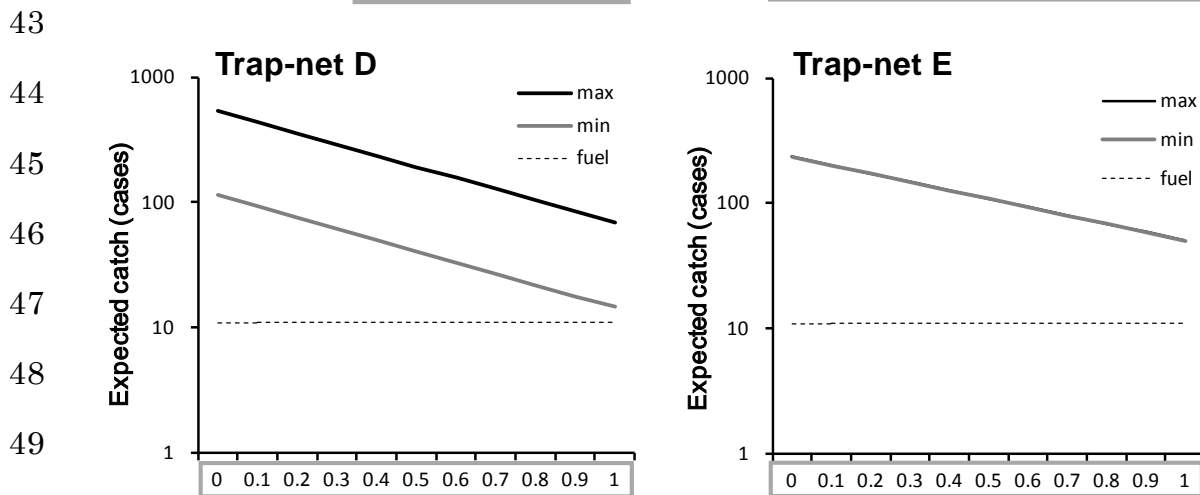 43
44
45
46
47
48
49
Trap-net D
Expected catch (cases)
1000
100
10
1
max
min
fuel
0 0.1 0.2 0.3 0.4 0.5 0.6 0.7 0.8 0.9 1
Trap-net E
Expected catch (cases)
1000
100
10
1
max
min
fuel
0 0.1 0.2 0.3 0.4 0.5 0.6 0.7 0.8 0.9 1